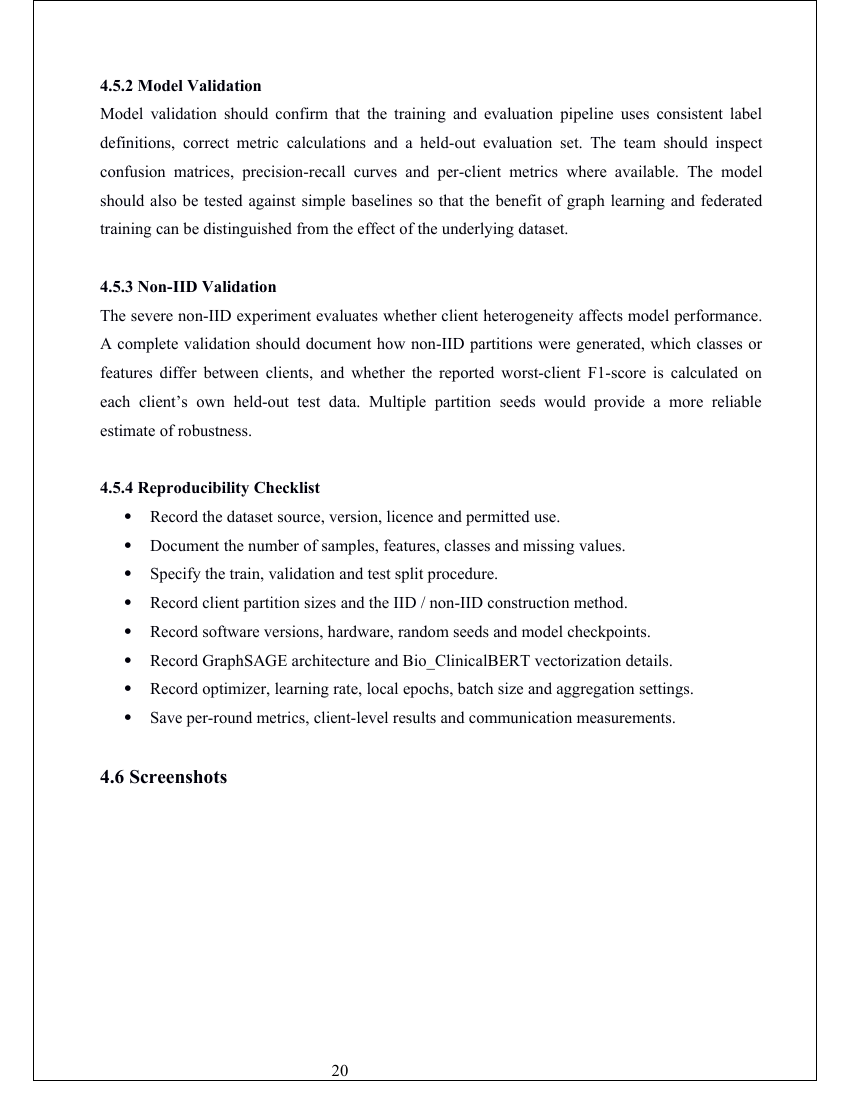 4.5.2 Model Validation
Model validation should confirm that the training and evaluation pipeline uses consistent label
definitions, correct metric calculations and a held-out evaluation set. The team should inspect
confusion matrices, precision-recall curves and per-client metrics where available. The model
should also be tested against simple baselines so that the benefit of graph learning and federated
training can be distinguished from the effect of the underlying dataset.
4.5.3 Non-IID Validation
The severe non-IID experiment evaluates whether client heterogeneity affects model performance.
A complete validation should document how non-IID partitions were generated, which classes or
features differ between clients, and whether the reported worst-client F1-score is calculated on
each client’s own held-out test data. Multiple partition seeds would provide a more reliable
estimate of robustness.
4.5.4 Reproducibility Checklist
• Record the dataset source, version, licence and permitted use.
• Document the number of samples, features, classes and missing values.
• Specify the train, validation and test split procedure.
• Record client partition sizes and the IID / non-IID construction method.
• Record software versions, hardware, random seeds and model checkpoints.
• Record GraphSAGE architecture and Bio_ClinicalBERT vectorization details.
• Record optimizer, learning rate, local epochs, batch size and aggregation settings.
• Save per-round metrics, client-level results and communication measurements.
4.6 Screenshots
20